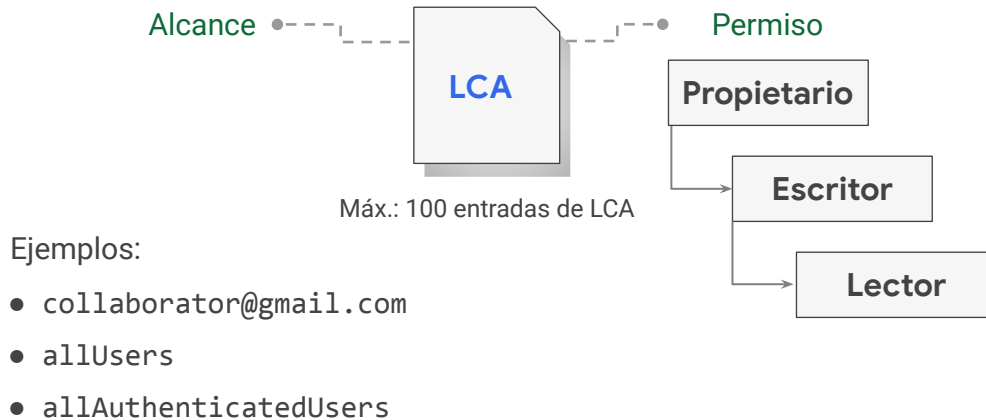 Alcance
Permiso
LCA
Propietario
Escritor
Lector
Máx.: 100 entradas de LCA
Ejemplos:
● collaborator@gmail.com
● allUsers
● allAuthenticatedUsers